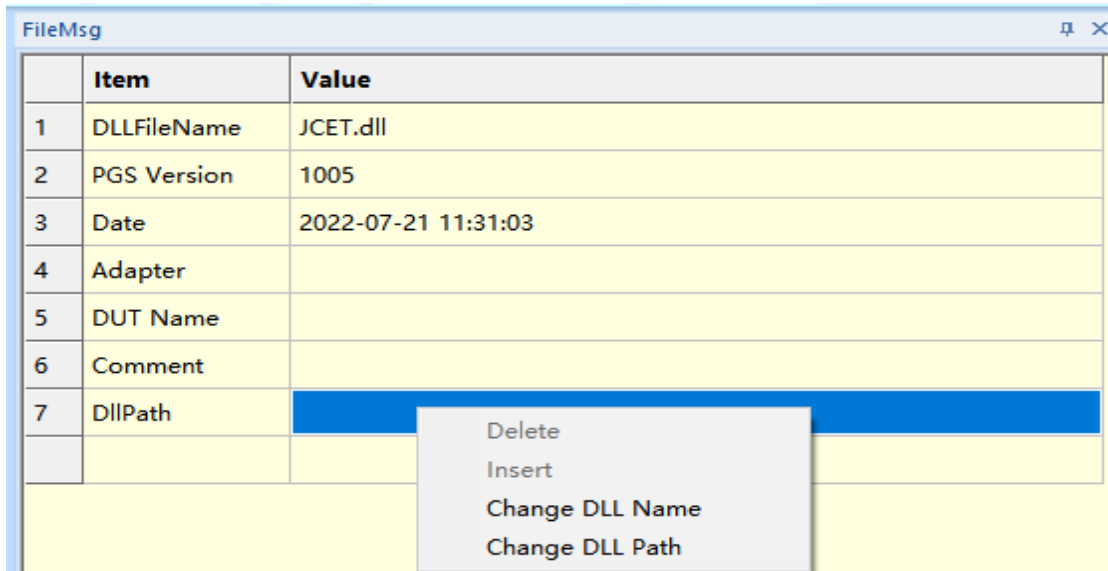 FileMsg
Item Value
1 DLLFileName JCET.dll
2 PGS Version 1005
3 Date 2022-07-21 11:31:03
4 Adapter
5 DUT Name
6 Comment
7 DllPath
Delete
Insert
Change DLL Name
Change DLL Path